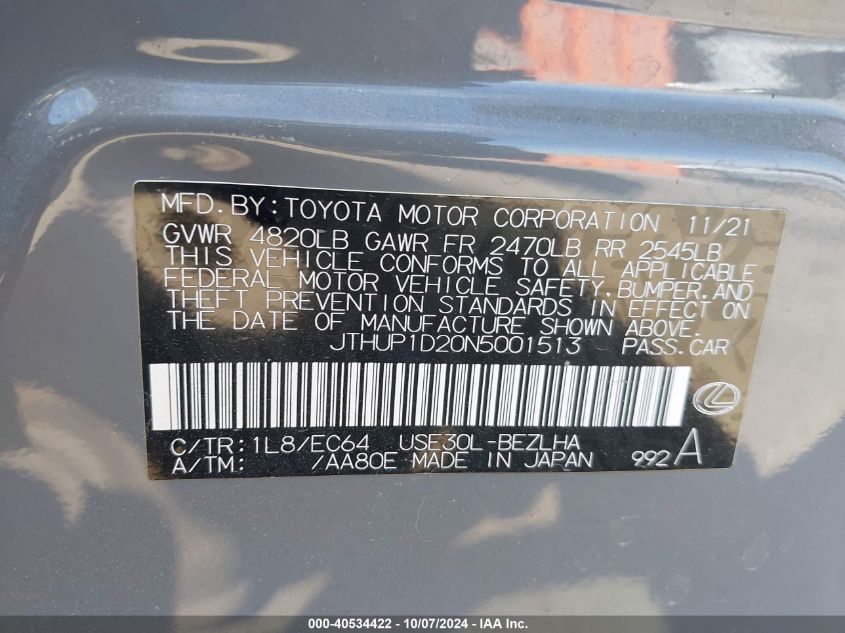 MFD. BY: TOYOTA MOTOR CORPORATION 11/21
GVWR 4820LB GAWR FR 2470LB RR 2545LB
THIS VEHICLE CONFORMS TO ALL APPLICABLE
FEDERAL MOTOR VEHICLE SAFETY, BUMPER, AND
THEFT PREVENTION STANDARDS IN EFFECT ON
THE DATE OF MANUFACTURE SHOWN ABOVE.
JTHUP1D20N5001513 PASS. CAR
C/TR: 1L8/EC64 USE30L-BEZLHA
A/TM: /AA80E MADE IN JAPAN 992 A
000-40534422 - 10/07/2024 - IAA Inc.